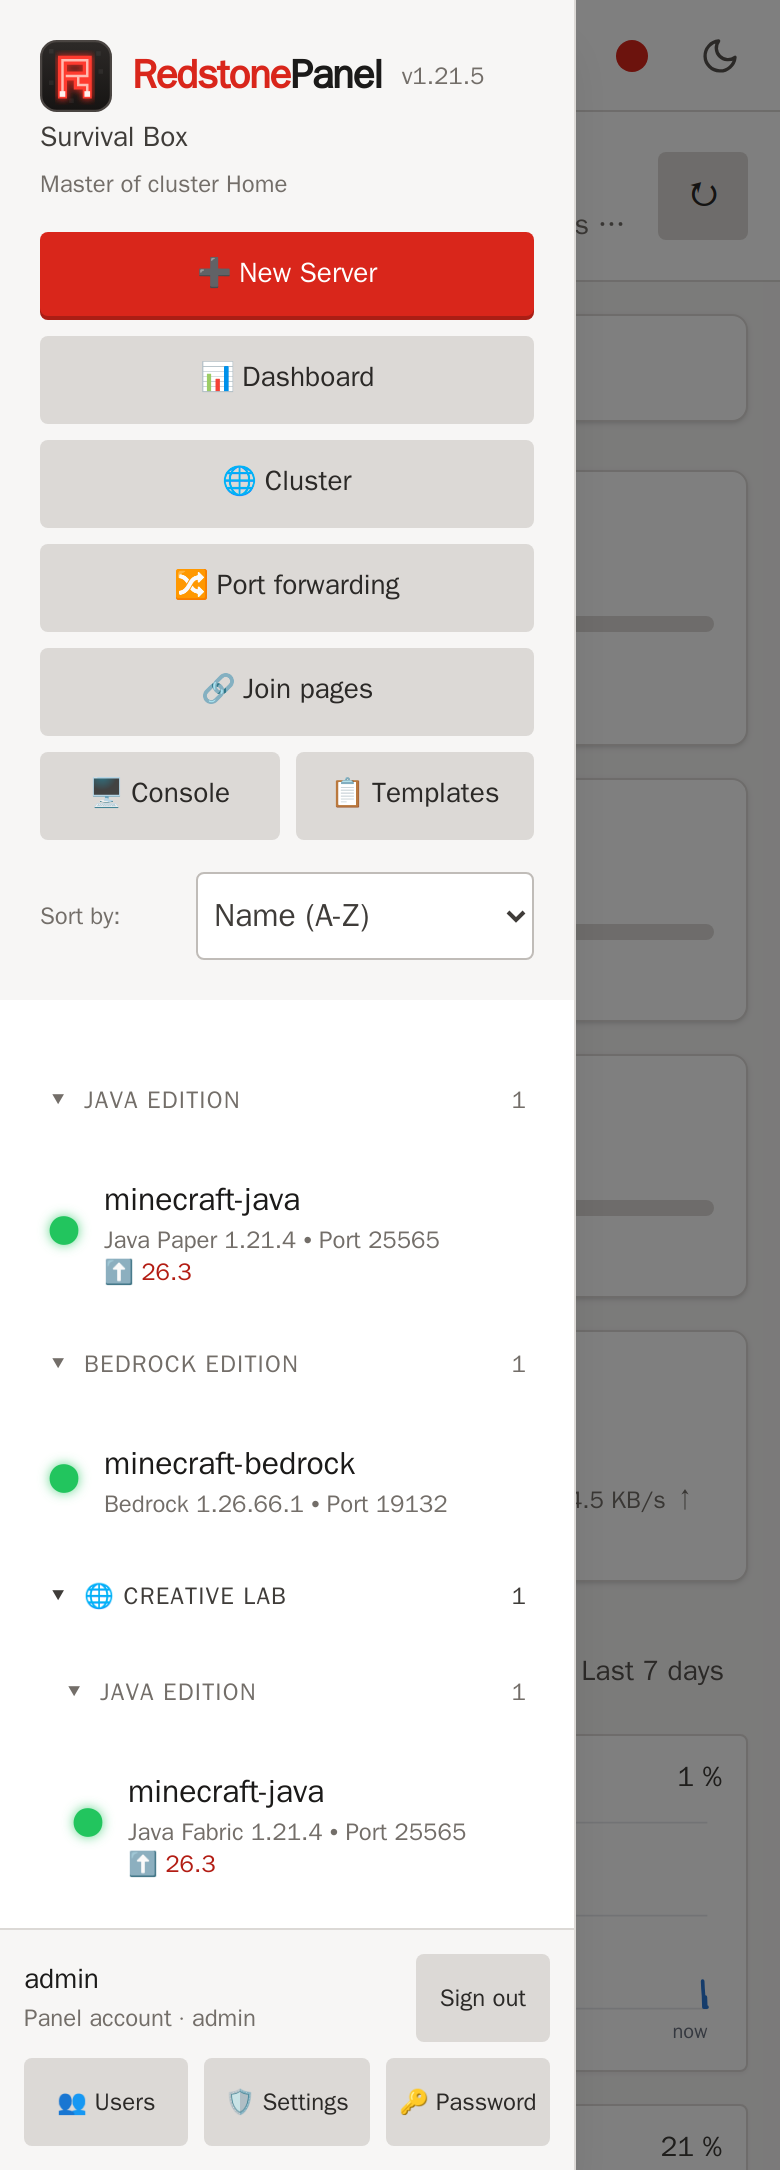 RedstonePanel v1.21.5
Survival Box
Master of cluster Home
s ...
➕ New Server
📊 Dashboard
🌐 Cluster
🔀 Port forwarding
🔗 Join pages
🖥️ Console
📋 Templates
Sort by: Name (A-Z)
JAVA EDITION 1
minecraft-java
Java Paper 1.21.4 • Port 25565
⬆️ 26.3
BEDROCK EDITION 1
minecraft-bedrock
Bedrock 1.26.66.1 • Port 19132
4.5 KB/s ↑
🌐 CREATIVE LAB 1
Last 7 days
JAVA EDITION 1
1 %
minecraft-java
Java Fabric 1.21.4 • Port 25565
⬆️ 26.3
admin
Panel account · admin
Sign out
now
👥 Users
🛡️ Settings
🔑 Password
21 %